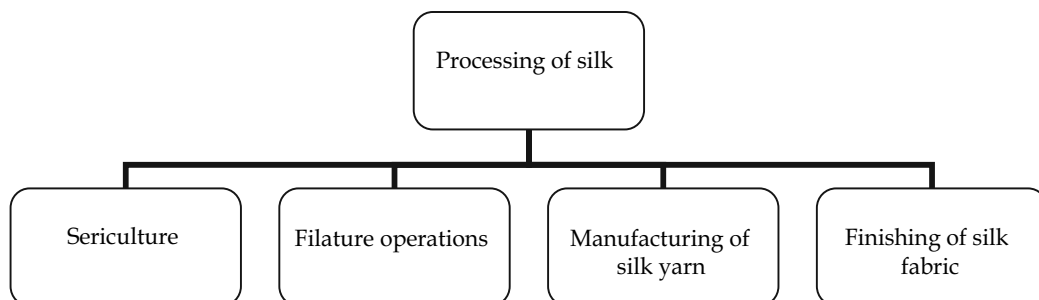 Processing of silk
Sericulture
Filature operations
Manufacturing of
silk yarn
Finishing of silk
fabric